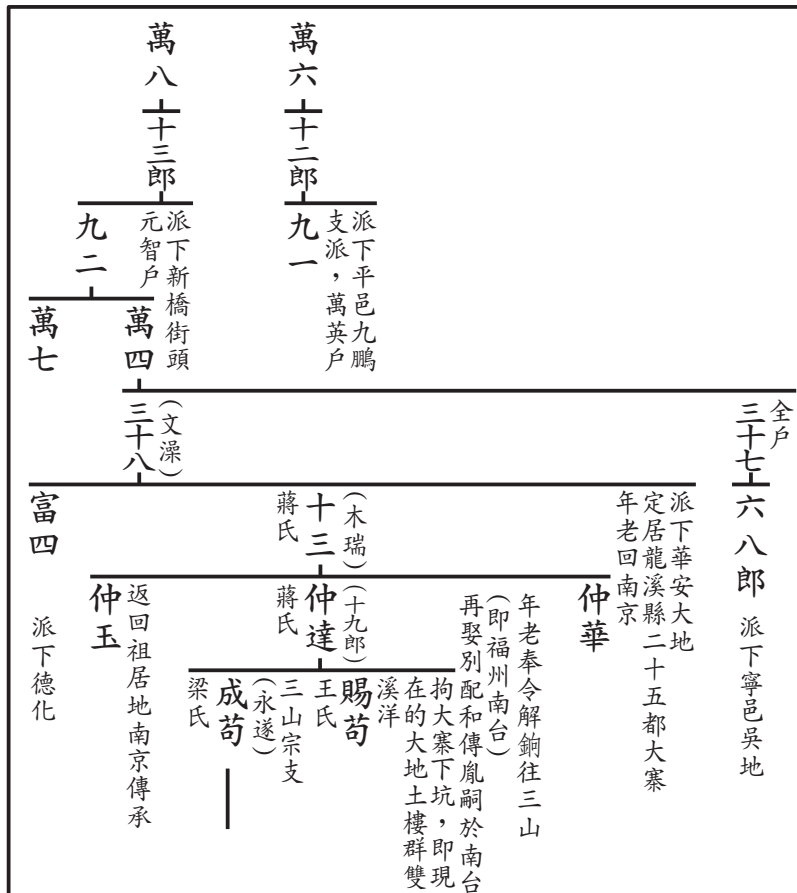 萬六
十二郎
派下平邑九鵬
支派，萬英户
九一
萬八
十三郎
派下新橋街頭
元智户
九二
萬四
萬七
全户
三十七
六八郎
派下寧邑吳地
(文澡)
三十八
派下華安大地
定居龍溪縣二十五都大寨
年老回南京
(木瑞)
十三
蔣氏
富四
派下德化
仲華
年老奉令解餉往三山
(即福州南台)
再娶別配和傳胤嗣於南台
(十九郎)
仲達
蔣氏
返回祖居地南京傳承
仲玉
拘大寨下坑，即現
在的大地土樓群雙
溪洋
賜苟
王氏
三山宗支
(永遂)
成苟
梁氏